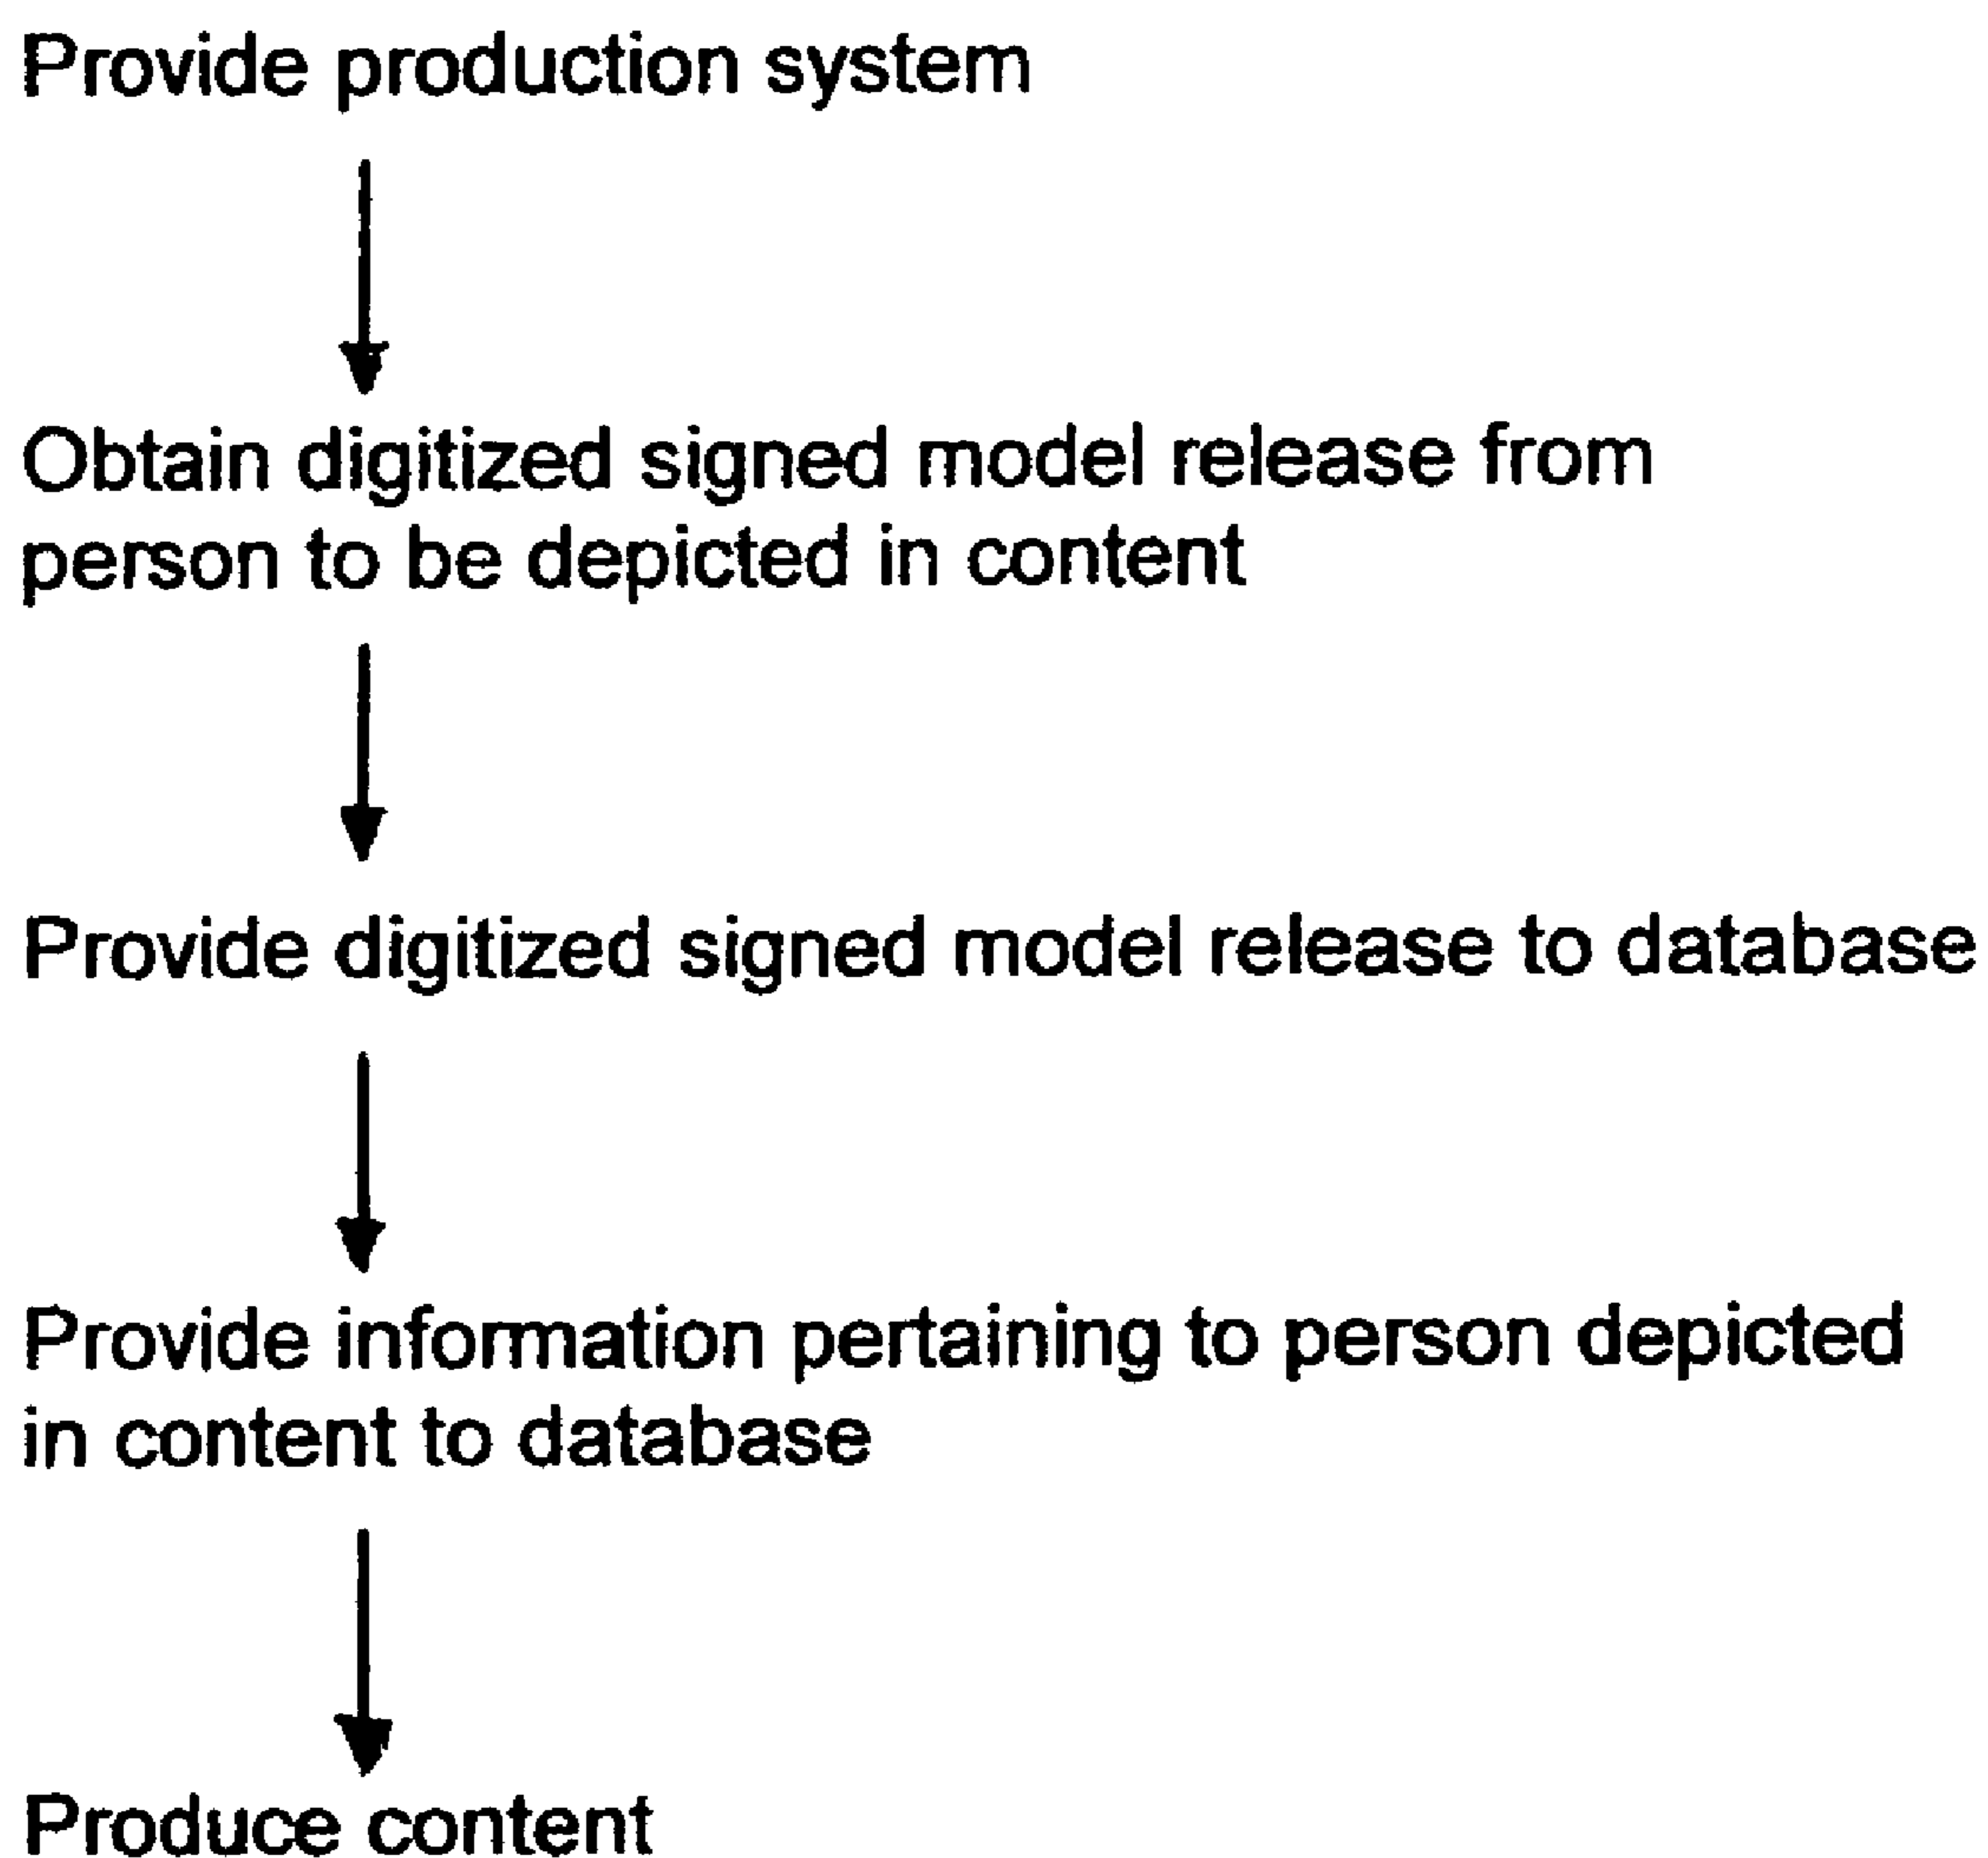 Provide production system
Obtain digitized signed model release from
person to be depicted in content
Provide digitized signed model release to database
Provide information pertaining to person depicted
in content to database
Produce content